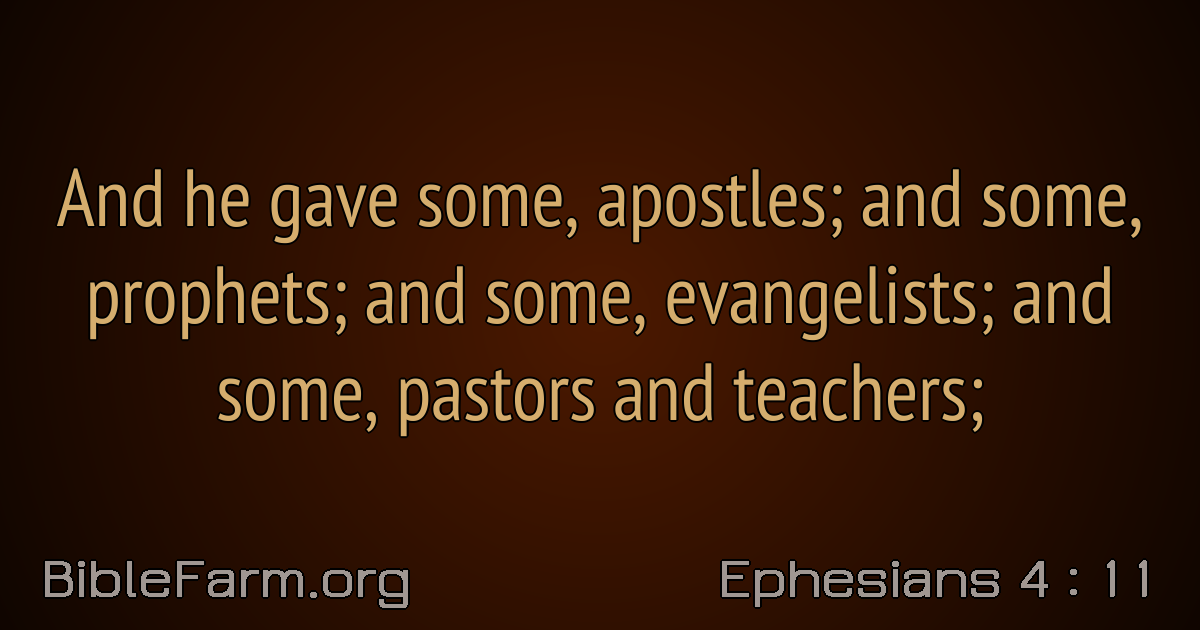 And he gave some, apostles; and some,
prophets; and some, evangelists; and
some, pastors and teachers;
BibleFarm.org
Ephesians 4 : 11